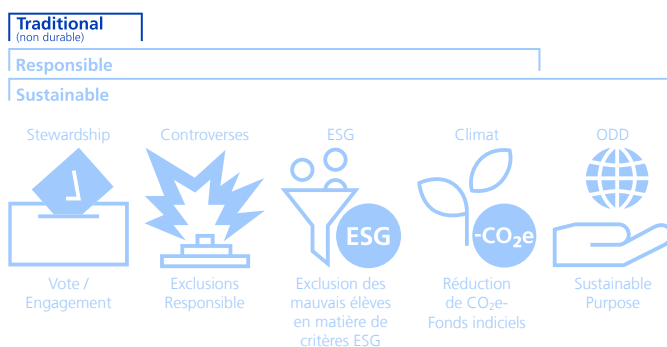 Traditional
(non durable)
Responsible
Sustainable
Stewardship
Controverses
ESG
Climat
ODD
ESG
-CO₂e
Vote /
Engagement
Exclusions
Responsible
Exclusion des
mauvais élèves
en matière de
critères ESG
Réduction
de CO₂e-
Fonds indiciels
Sustainable
Purpose